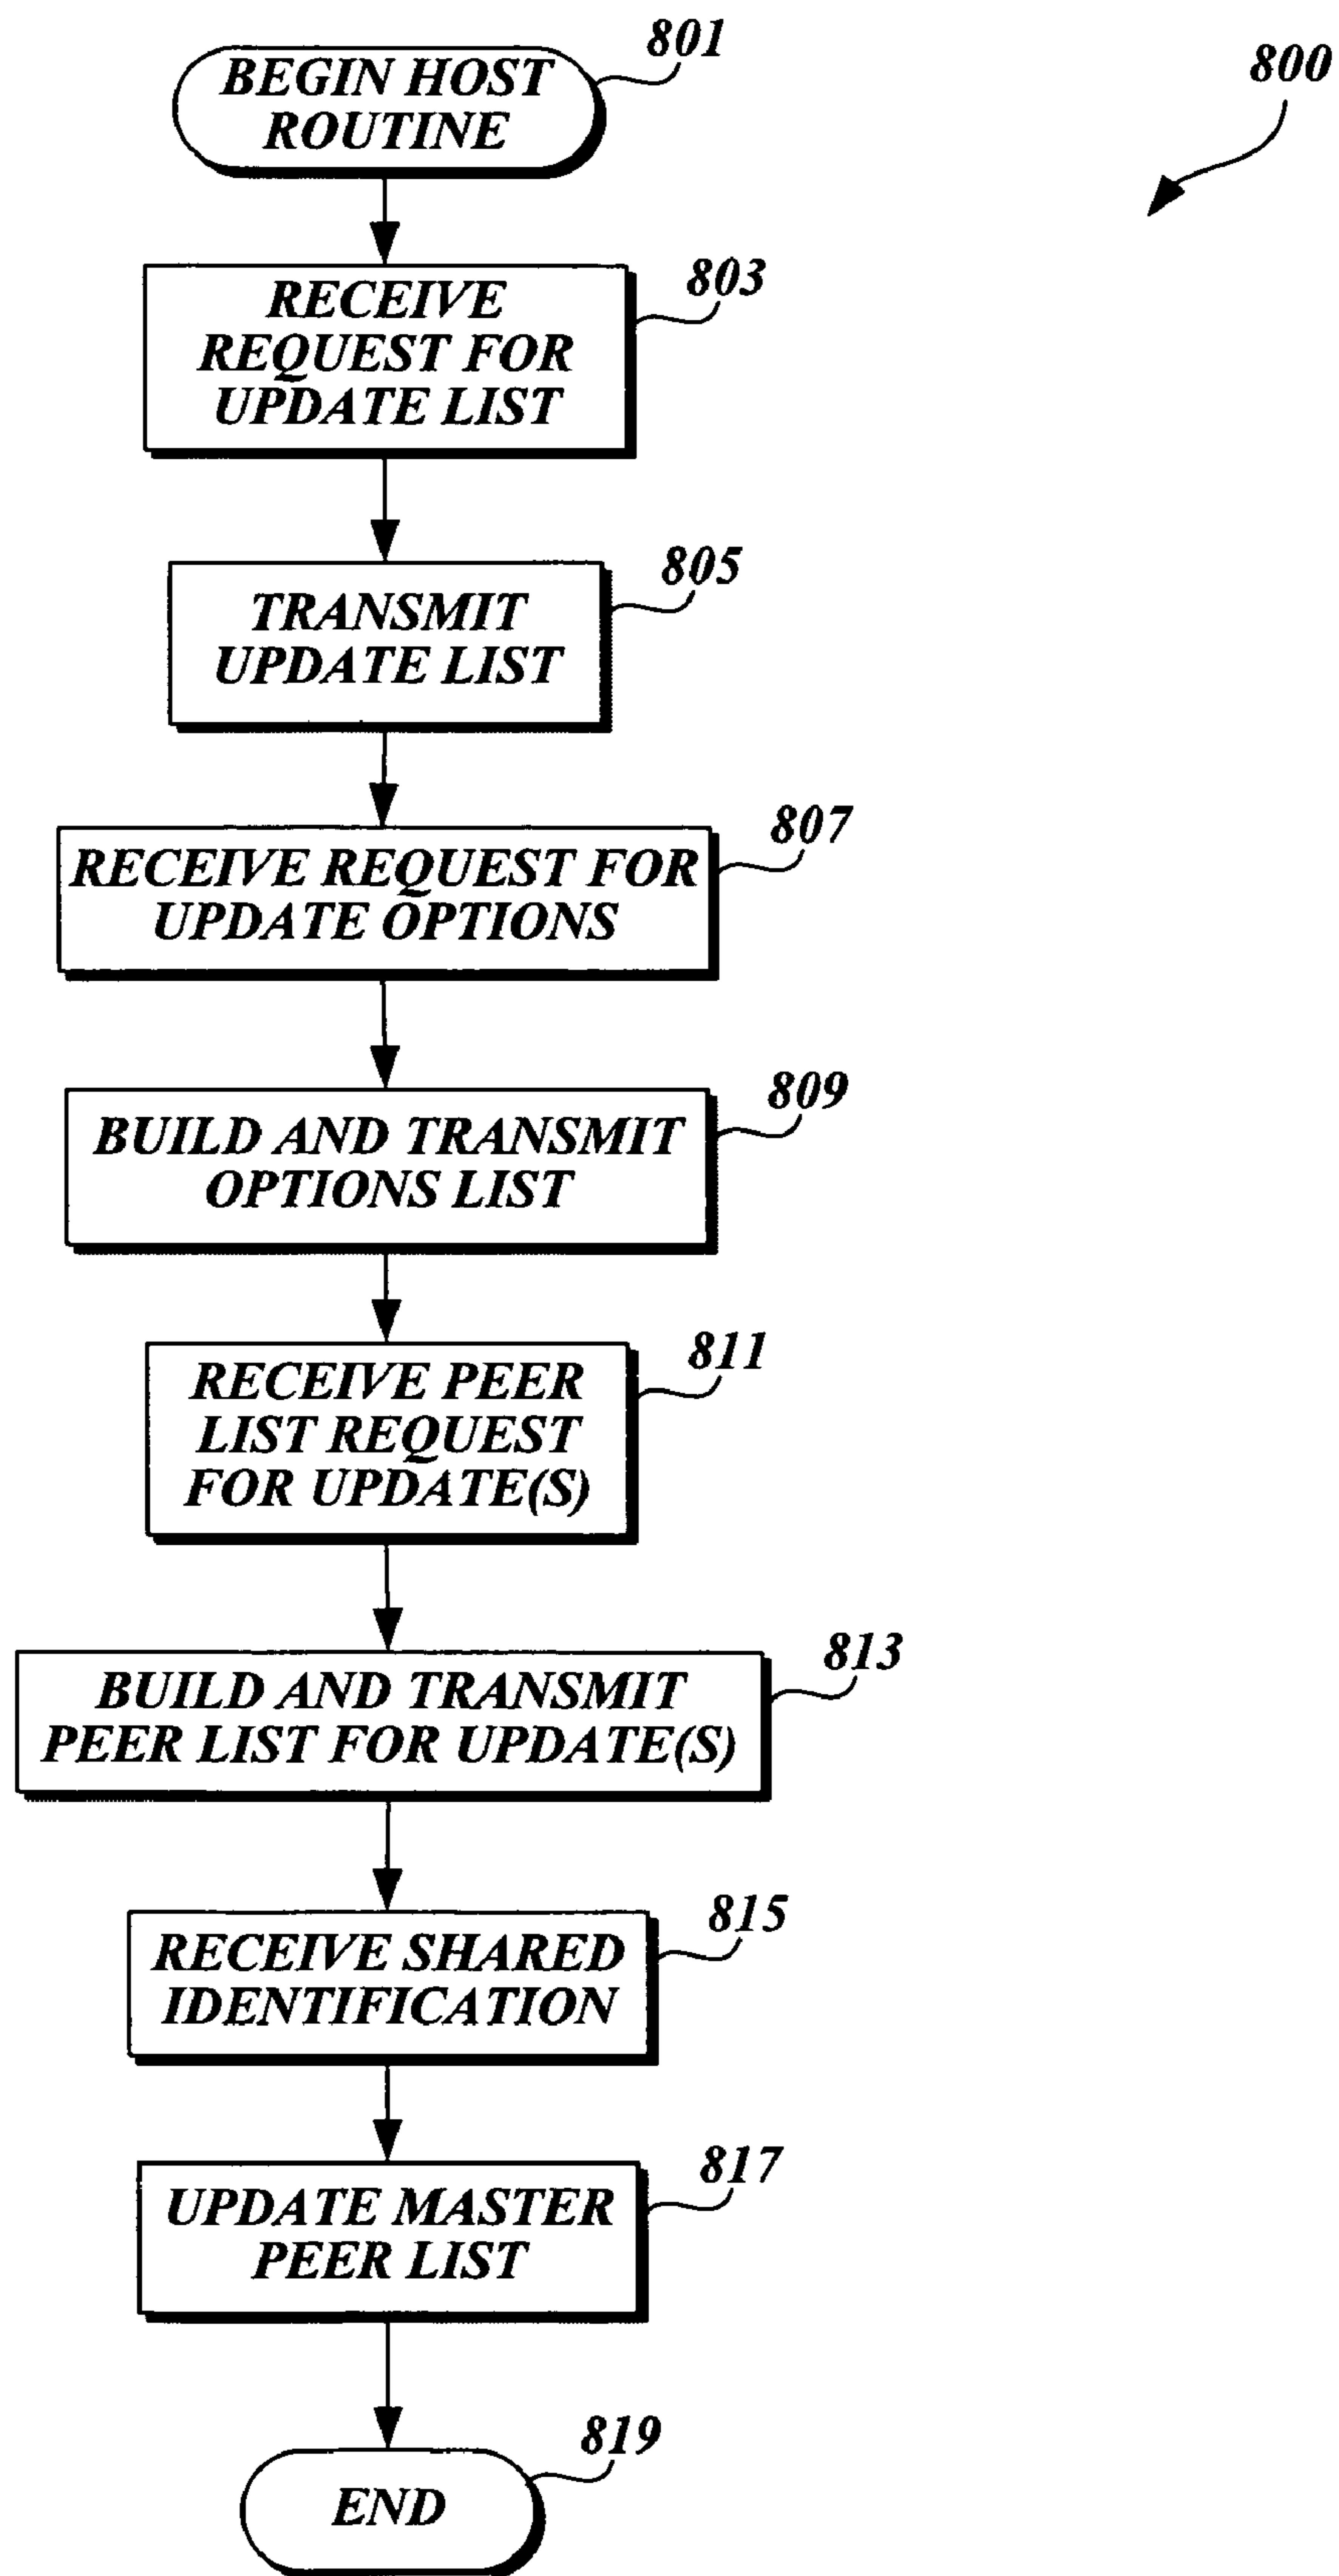 801
BEGIN HOST
ROUTINE
800
803
RECEIVE
REQUEST FOR
UPDATE LIST
805
TRANSMIT
UPDATE LIST
807
RECEIVE REQUEST FOR
UPDATE OPTIONS
809
BUILD AND TRANSMIT
OPTIONS LIST
811
RECEIVE PEER
LIST REQUEST
FOR UPDATE(S)
813
BUILD AND TRANSMIT
PEER LIST FOR UPDATE(S)
815
RECEIVE SHARED
IDENTIFICATION
817
UPDATE MASTER
PEER LIST
819
END